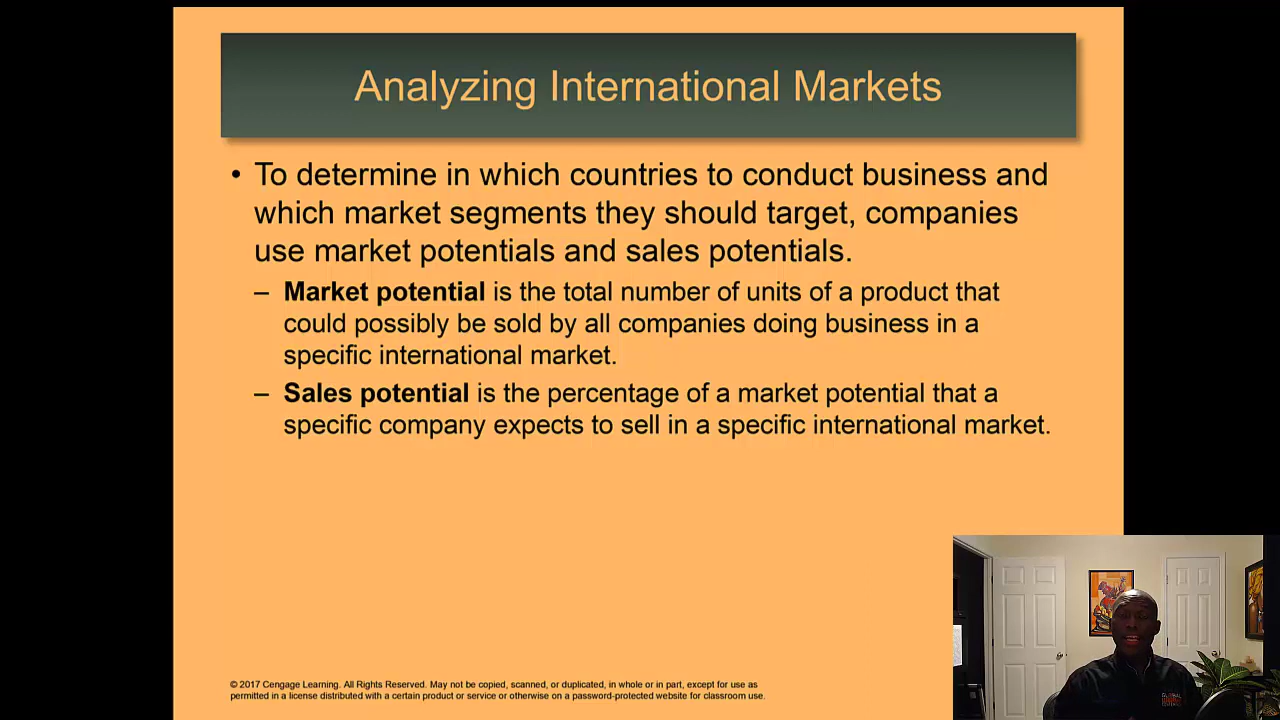 Analyzing International Markets
• To determine in which countries to conduct business and
which market segments they should target, companies
use market potentials and sales potentials.
– Market potential is the total number of units of a product that
could possibly be sold by all companies doing business in a
specific international market.
– Sales potential is the percentage of a market potential that a
specific company expects to sell in a specific international market.
© 2017 Cengage Learning. All Rights Reserved. May not be copied, scanned, or duplicated, in whole or in part, except for use as
permitted in a license distributed with a certain product or service or otherwise on a password-protected website for classroom use.
GLOBAL